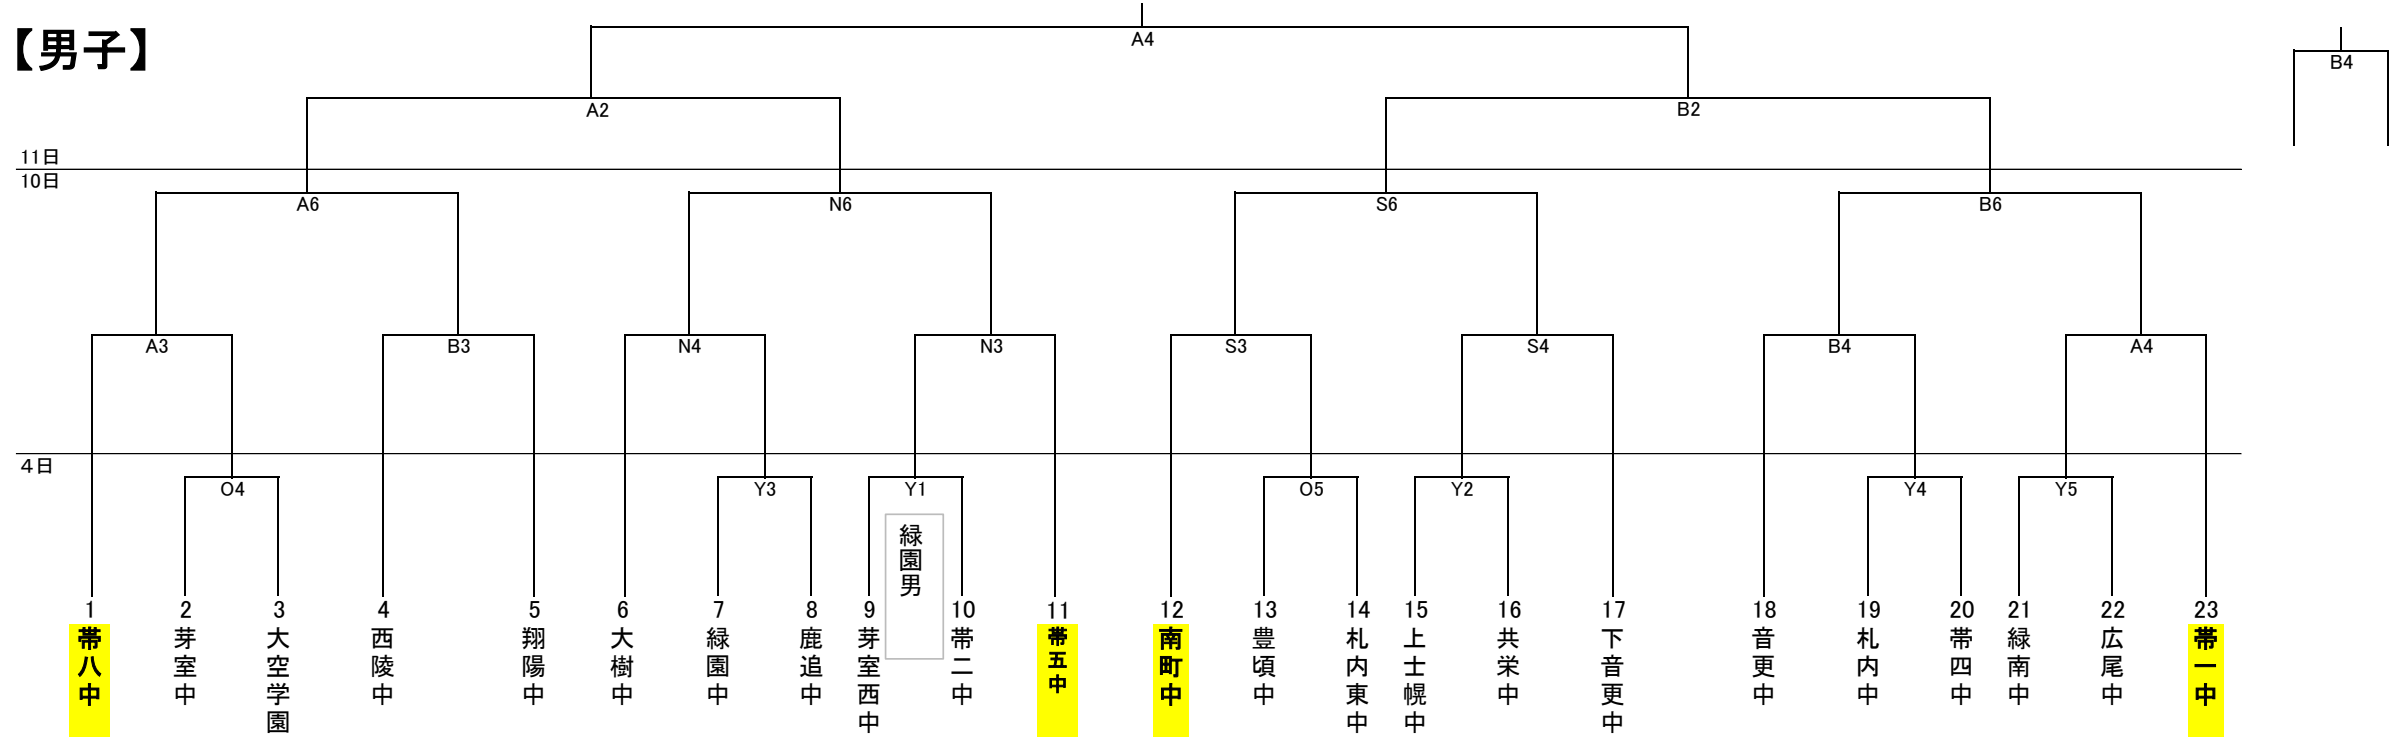 【男子】
A4
B4
A2
B2
11日
10日
A6
N6
S6
B6
A3
B3
N4
N3
S3
S4
B4
A4
4日
O4
Y3
Y1
O5
Y2
Y4
Y5
緑園男
1
帯八中
2
芽室中
3
大空学園
4
西陵中
5
翔陽中
6
大樹中
7
緑園中
8
鹿追中
9
芽室西中
10
帯二中
11
帯五中
12
南町中
13
豊頃中
14
札内東中
15
上士幌中
16
共栄中
17
下音更中
18
音更中
19
札内中
20
帯四中
21
緑南中
22
広尾中
23
帯一中